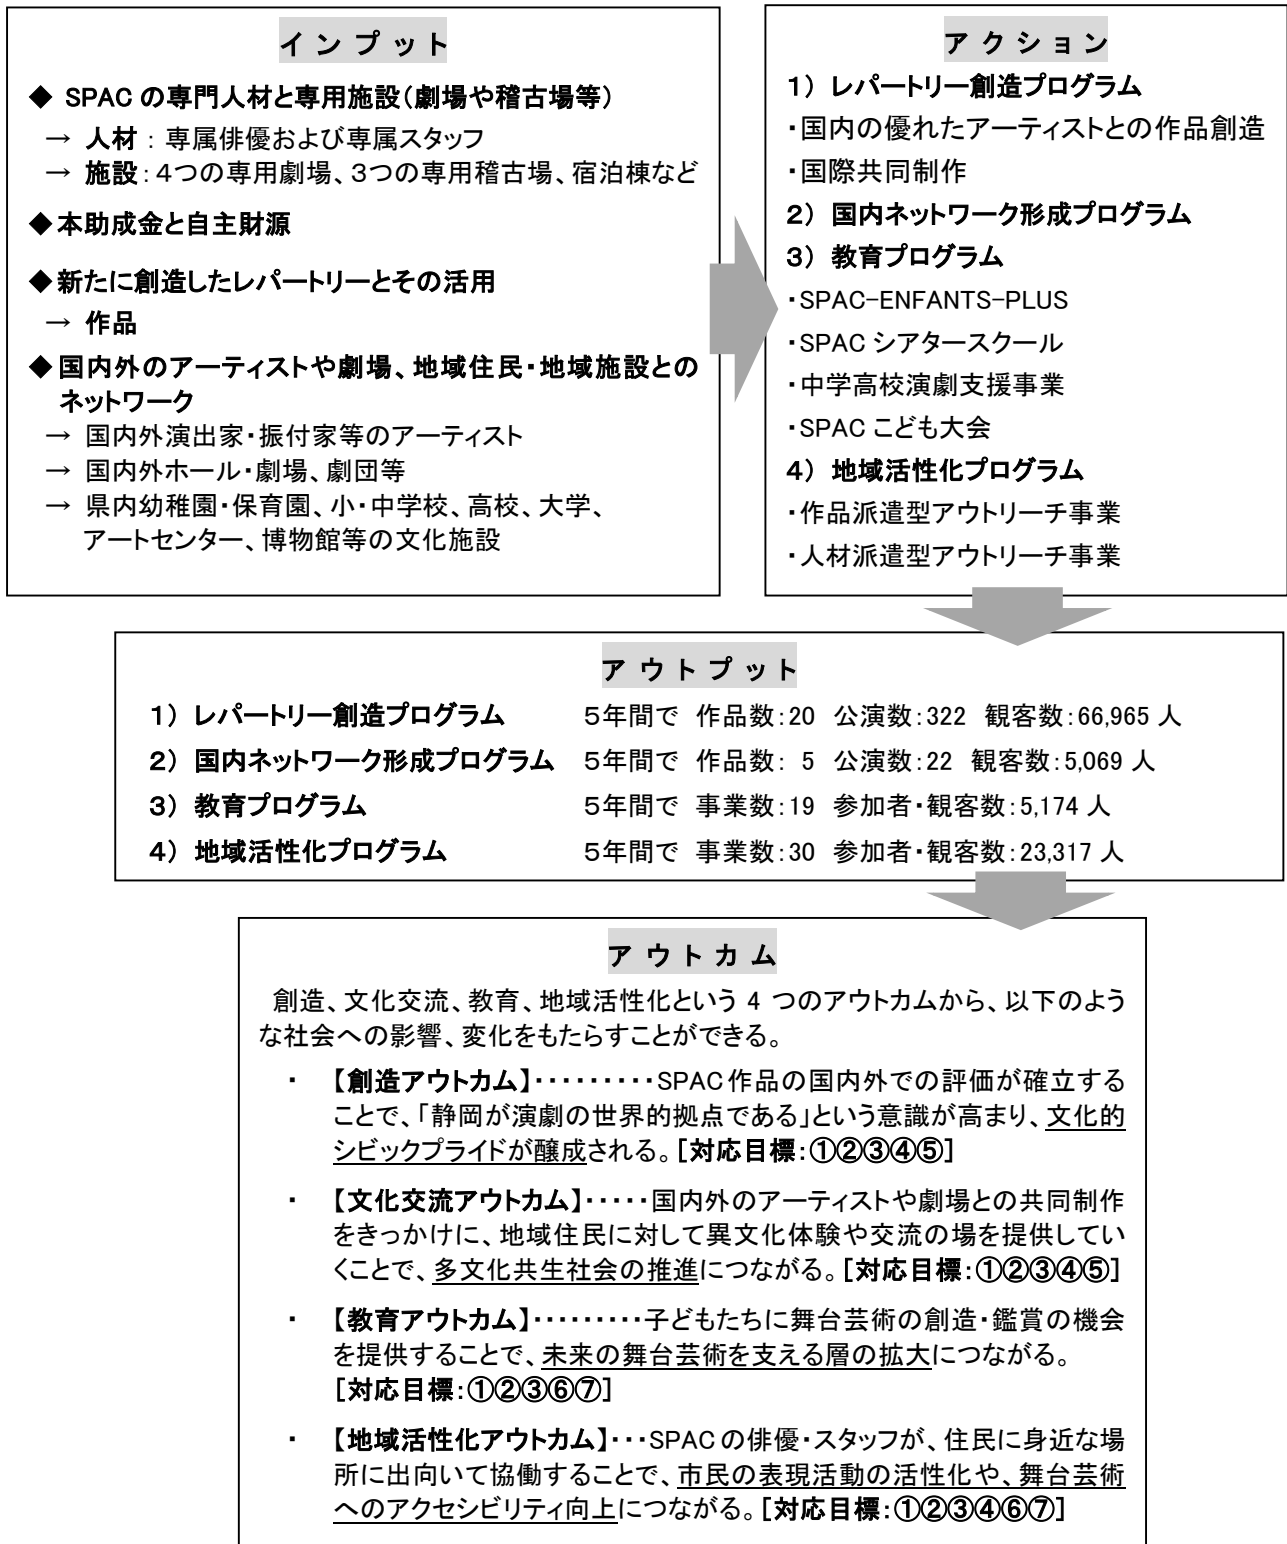 インプット
◆ SPAC の専門人材と専用施設（劇場や稽古場等）
→ 人材 ： 専属俳優および専属スタッフ
→ 施設：４つの専用劇場、３つの専用稽古場、宿泊棟など
◆本助成金と自主財源
◆新たに創造したレパートリーとその活用
→ 作品
◆国内外のアーティストや劇場、地域住民・地域施設との
ネットワーク
→ 国内外演出家・振付家等のアーティスト
→ 国内外ホール・劇場、劇団等
→ 県内幼稚園・保育園、小・中学校、高校、大学、
アートセンター、博物館等の文化施設
アクション
１） レパートリー創造プログラム
・国内の優れたアーティストとの作品創造
・国際共同制作
２） 国内ネットワーク形成プログラム
３） 教育プログラム
・SPAC-ENFANTS-PLUS
・SPAC シアタースクール
・中学高校演劇支援事業
・SPAC こども大会
４） 地域活性化プログラム
・作品派遣型アウトリーチ事業
・人材派遣型アウトリーチ事業
アウトプット
１） レパートリー創造プログラム ５年間で 作品数：20 公演数：322 観客数：66,965 人
２） 国内ネットワーク形成プログラム ５年間で 作品数： 5 公演数：22 観客数：5,069 人
３） 教育プログラム ５年間で 事業数：19 参加者・観客数：5,174 人
４） 地域活性化プログラム ５年間で 事業数：30 参加者・観客数：23,317 人
アウトカム
創造、文化交流、教育、地域活性化という 4 つのアウトカムから、以下のよう
な社会への影響、変化をもたらすことができる。
・ 【創造アウトカム】・・・・・・・・・SPAC 作品の国内外での評価が確立する
ことで、「静岡が演劇の世界的拠点である」という意識が高まり、文化的
シビックプライドが醸成される。［対応目標：①②③④⑤］
・ 【文化交流アウトカム】・・・・・国内外のアーティストや劇場との共同制作
をきっかけに、地域住民に対して異文化体験や交流の場を提供してい
くことで、多文化共生社会の推進につながる。［対応目標：①②③④⑤］
・ 【教育アウトカム】・・・・・・・・・子どもたちに舞台芸術の創造・鑑賞の機会
を提供することで、未来の舞台芸術を支える層の拡大につながる。
［対応目標：①②③⑥⑦］
・ 【地域活性化アウトカム】・・・SPAC の俳優・スタッフが、住民に身近な場
所に出向いて協働することで、市民の表現活動の活性化や、舞台芸術
へのアクセシビリティ向上につながる。［対応目標：①②③④⑥⑦］